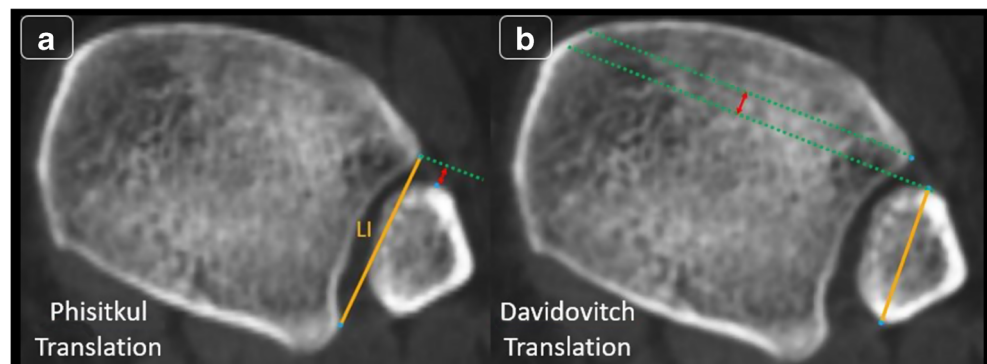 a
b
LI
Phisitkul
Translation
Davidovitch
Translation